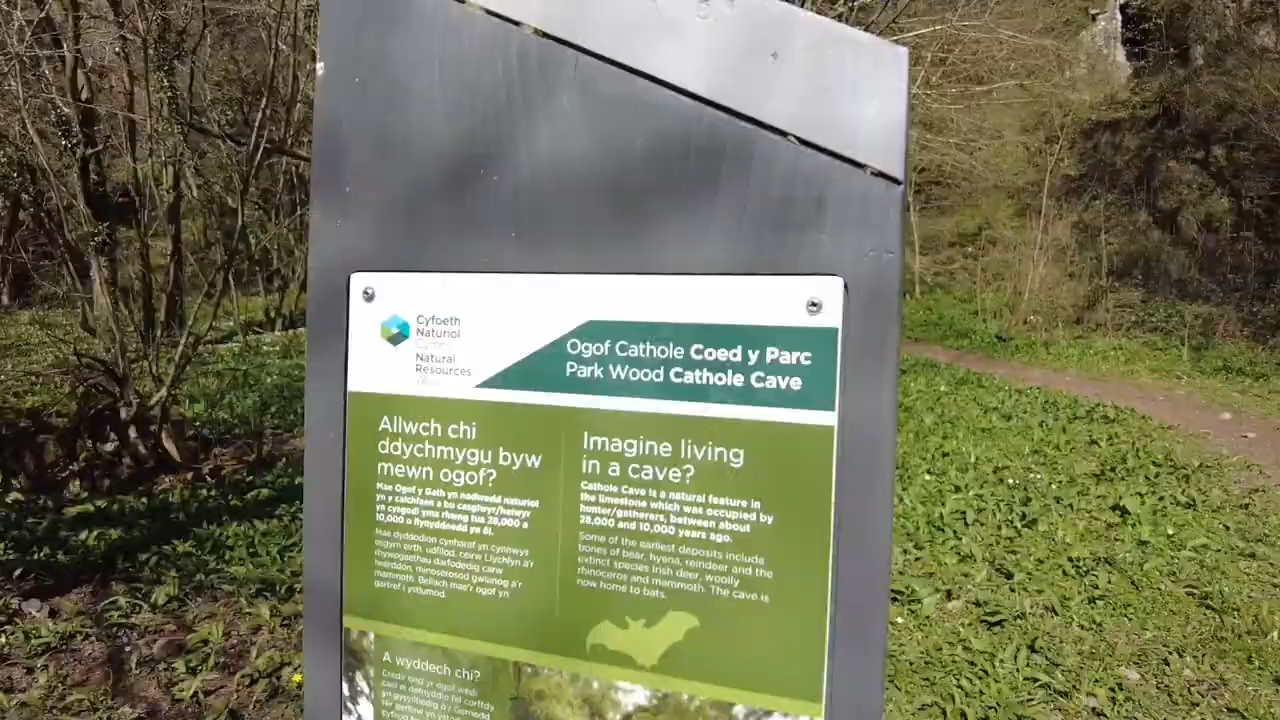 Cyfoeth
Naturiol
Cymru
Natural
Resources
Ogof Cathole Coed y Parc
Park Wood Cathole Cave
Allwch chi
ddychmygu byw
mewn ogof?
Mae Ogof y Gath yn nodwedd naturiol
yn y calchfaen a bu casglwyr/helwyr
yn cysgodi yma rhwng tua 28,000 a
10,000 o flynyddoedd yn ôl.
Mae dyddodion cynharaf yn cynnwys
esgyrn eirth, udfilod, ceirw Llychlyn a'r
rhywogaethau darfodedig carw
Iwerddon, rhinoserosod gwlanog a'r
mammoth. Bellach mae'r ogof yn
gartref i ystlumod.
Imagine living
in a cave?
Cathole Cave is a natural feature in
the limestone which was occupied by
hunter/gatherers, between about
28,000 and 10,000 years ago.
Some of the earliest deposits include
bones of bear, hyena, reindeer and the
extinct species Irish deer, woolly
rhinoceros and mammoth. The cave is
now home to bats.
A wyddech chi?